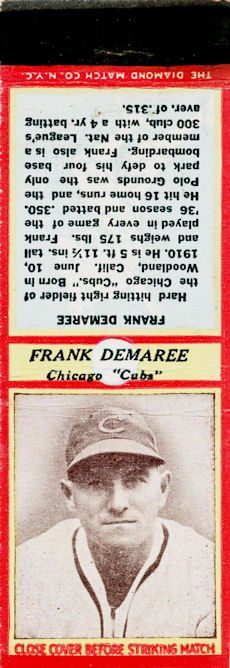 THE DIAMOND MATCH CO. N.Y.C.
FRANK DEMAREE
Hard hitting right fielder of
the Chicago "Cubs." Born in
Woodland, Calif. June 10,
1910. He is 5 ft. 11½ ins. tall
and weighs 175 lbs. Frank
played in every game of the
'36 season and batted .350.
He hit 16 home runs, and the
Polo Grounds was the only
park to defy his four base
bombarding. Frank also is a
member of the Nat. League's
300 club, with a 4 yr. batting
aver. of .315.
FRANK DEMAREE
Chicago "Cubs"
C
CLOSE COVER BEFORE STRIKING MATCH